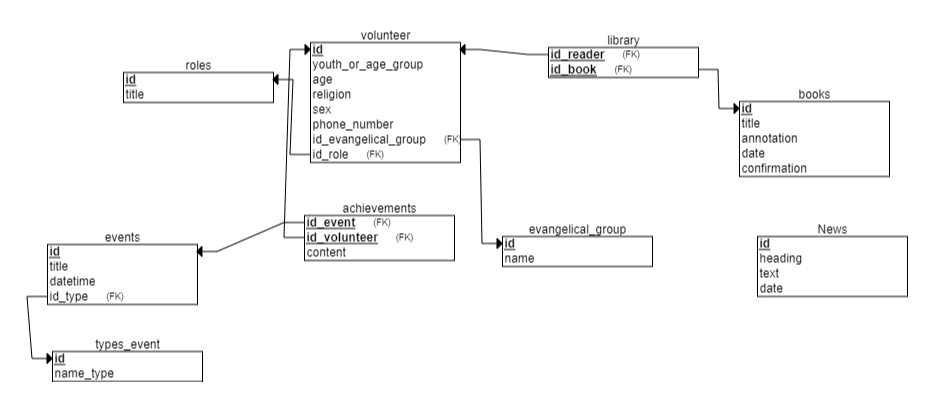 volunteer
id
youth_or_age_group
age
religion
sex
phone_number
id_evangelical_group (FK)
id_role (FK)
library
id_reader (FK)
id_book (FK)
roles
id
title
books
id
title
annotation
date
confirmation
achievements
id_event (FK)
id_volunteer (FK)
content
evangelical_group
id
name
News
id
heading
text
date
events
id
title
datetime
id_type (FK)
types_event
id
name_type